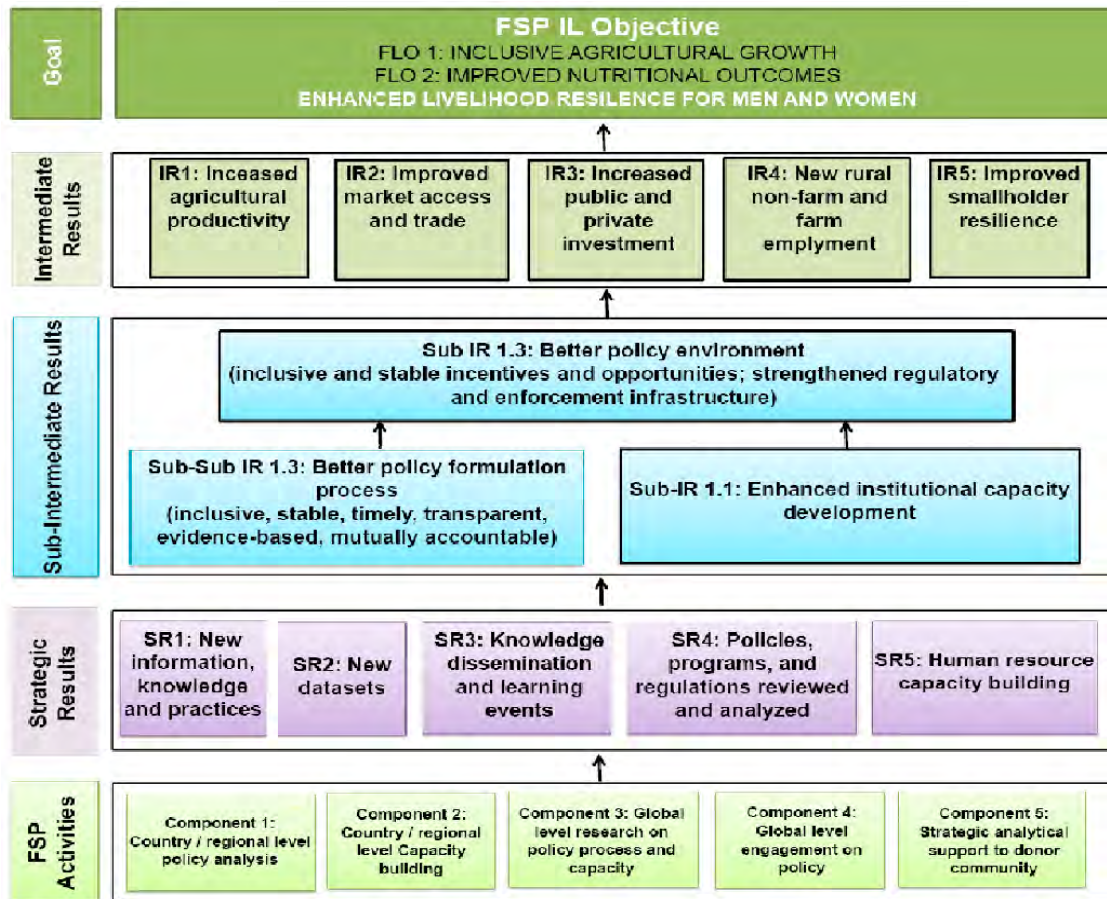 Goal
FSP IL Objective
FLO 1: INCLUSIVE AGRICULTURAL GROWTH
FLO 2: IMPROVED NUTRITIONAL OUTCOMES
ENHANCED LIVELIHOOD RESILENCE FOR MEN AND WOMEN
Intermediate
Results
IR1: Inceased
agricultural
productivity
IR2: Improved
market access
and trade
IR3: Increased
public and
private
investment
IR4: New rural
non-farm and
farm
emplyment
IR5: Improved
smallholder
resilience
Sub-Intermediate Results
Sub IR 1.3: Better policy environment
(inclusive and stable incentives and opportunities; strengthened regulatory
and enforcement infrastructure)
Sub-Sub IR 1.3: Better policy formulation
process
(inclusive, stable, timely, transparent,
evidence-based, mutually accountable)
Sub-IR 1.1: Enhanced institutional capacity
development
Strategic
Results
SR1: New
information,
knowledge
and practices
SR2: New
datasets
SR3: Knowledge
dissemination
and learning
events
SR4: Policies,
programs, and
regulations reviewed
and analyzed
SR5: Human resource
capacity building
FSP
Activities
Component 1:
Country / regional level
policy analysis
Component 2:
Country / regional
level Capacity
building
Component 3: Global
level research on
policy process and
capacity
Component 4:
Global level
engagement on
policy
Component 5:
Strategic analytical
support to donor
community